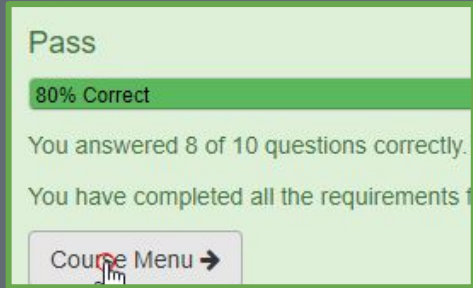 Pass
80% Correct
You answered 8 of 10 questions correctly.
You have completed all the requirements
Course Menu